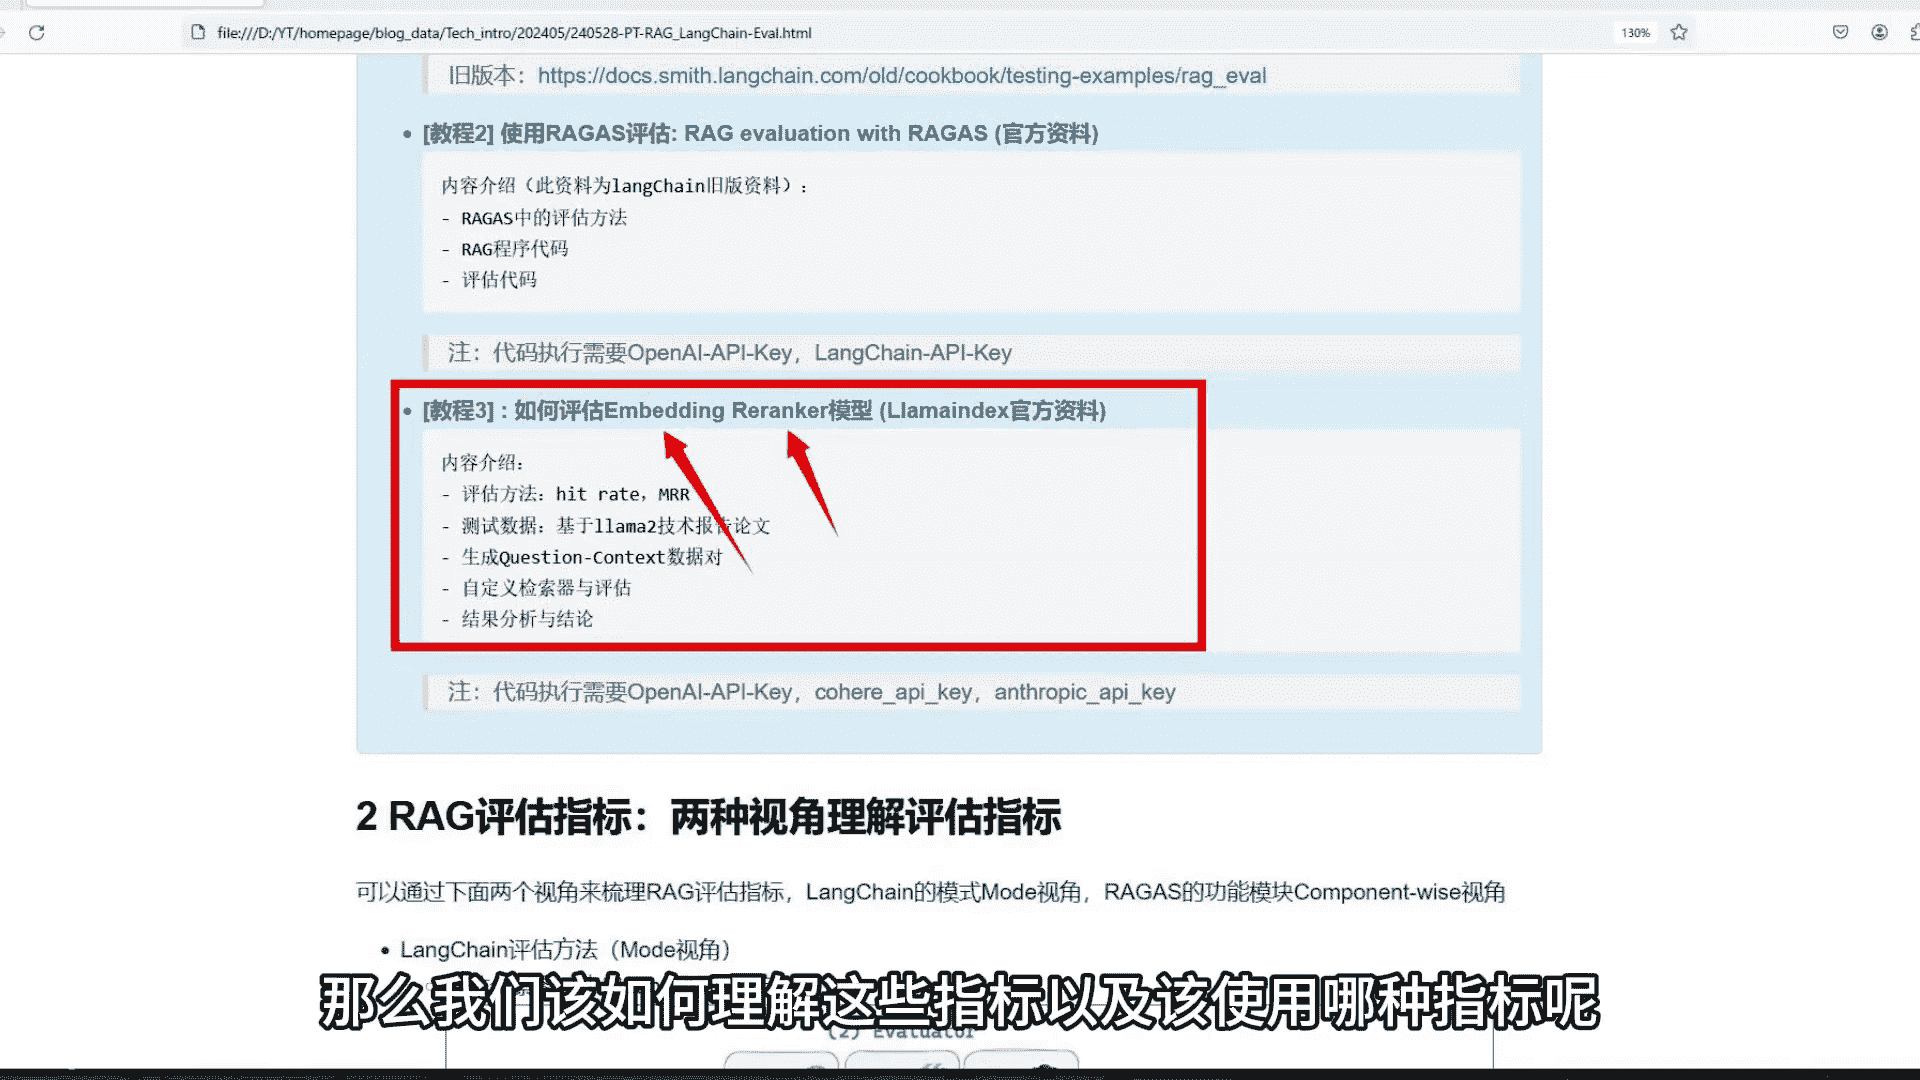 file:///D:/YT/homepage/blog_data/Tech_intro/202405/240528-PT-RAG_LangChain-Eval.html
130%
旧版本：https://docs.smith.langchain.com/old/cookbook/testing-examples/rag_eval
• [教程2] 使用RAGAS评估: RAG evaluation with RAGAS (官方资料)
内容介绍（此资料为langChain旧版资料）：
- RAGAS中的评估方法
- RAG程序代码
- 评估代码
注：代码执行需要OpenAI-API-Key，LangChain-API-Key
• [教程3] : 如何评估Embedding Reranker模型 (Llamaindex官方资料)
内容介绍：
- 评估方法：hit rate，MRR
- 测试数据：基于llama2技术报告论文
- 生成Question-Context数据对
- 自定义检索器与评估
- 结果分析与结论
注：代码执行需要OpenAI-API-Key，cohere_api_key，anthropic_api_key
2 RAG评估指标：两种视角理解评估指标
可以通过下面两个视角来梳理RAG评估指标，LangChain的模式Mode视角，RAGAS的功能模块Component-wise视角
• LangChain评估方法（Mode视角）
那么我们该如何理解这些指标以及该使用哪种指标呢
(2) Evaluator